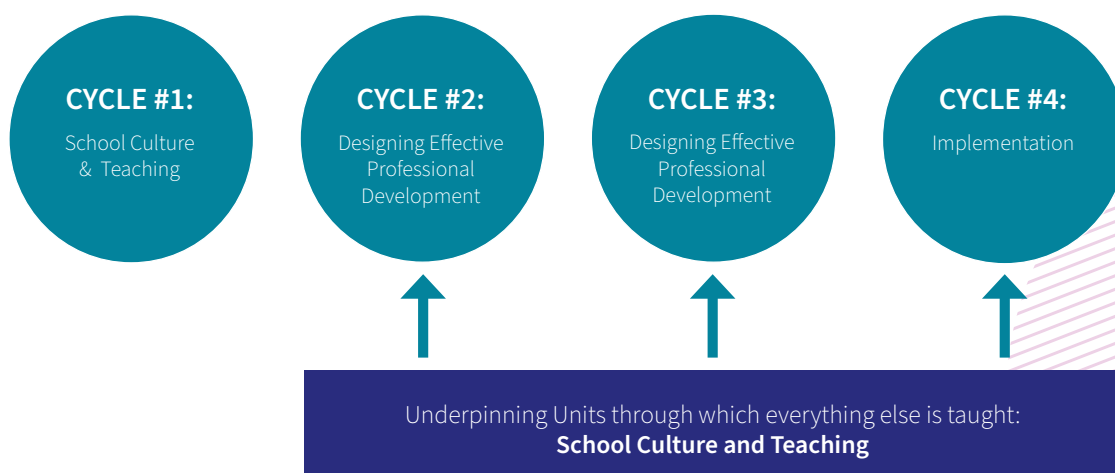 CYCLE #1:
School Culture
& Teaching
CYCLE #2:
Designing Effective
Professional
Development
CYCLE #3:
Designing Effective
Professional
Development
CYCLE #4:
Implementation
Underpinning Units through which everything else is taught:
School Culture and Teaching